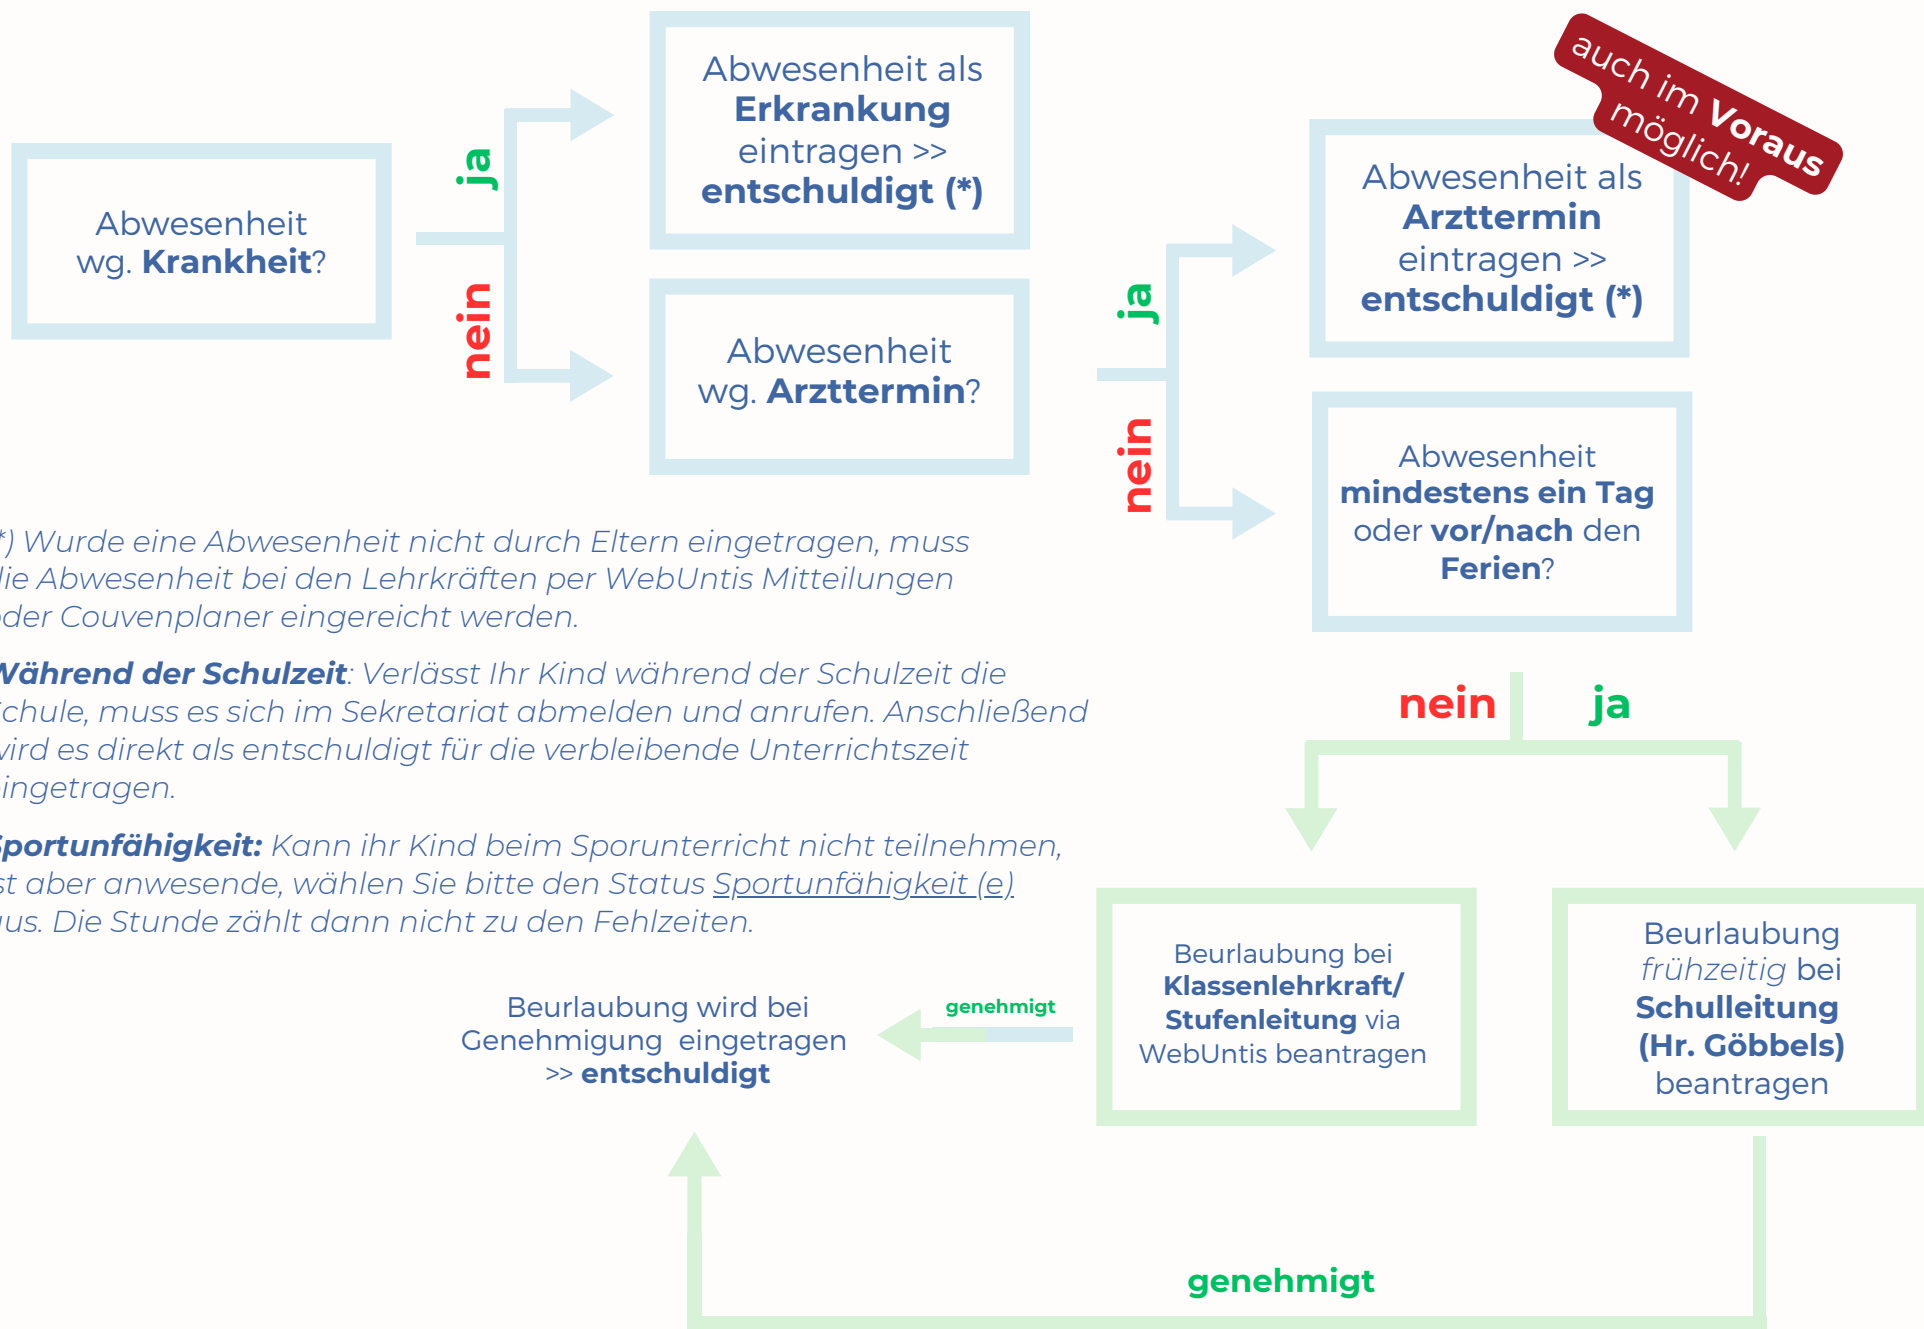 Abwesenheit
wg. Krankheit?
ja
nein
Abwesenheit als
Erkrankung
eintragen >>
entschuldigt (*)
Abwesenheit
wg. Arzttermin?
ja
nein
auch im Voraus
möglich!
Abwesenheit als
Arzttermin
eintragen >>
entschuldigt (*)
Abwesenheit
mindestens ein Tag
oder vor/nach den
Ferien?
*) Wurde eine Abwesenheit nicht durch Eltern eingetragen, muss
die Abwesenheit bei den Lehrkräften per WebUntis Mitteilungen
oder Couvenplaner eingereicht werden.
Während der Schulzeit: Verlässt Ihr Kind während der Schulzeit die
Schule, muss es sich im Sekretariat abmelden und anrufen. Anschließend
wird es direkt als entschuldigt für die verbleibende Unterrichtszeit
eingetragen.
Sportunfähigkeit: Kann ihr Kind beim Sporunterricht nicht teilnehmen,
ist aber anwesende, wählen Sie bitte den Status Sportunfähigkeit (e)
aus. Die Stunde zählt dann nicht zu den Fehlzeiten.
nein
ja
Beurlaubung bei
Klassenlehrkraft/
Stufenleitung via
WebUntis beantragen
Beurlaubung
frühzeitig bei
Schulleitung
(Hr. Göbbels)
beantragen
genehmigt
Beurlaubung wird bei
Genehmigung eingetragen
>> entschuldigt
genehmigt